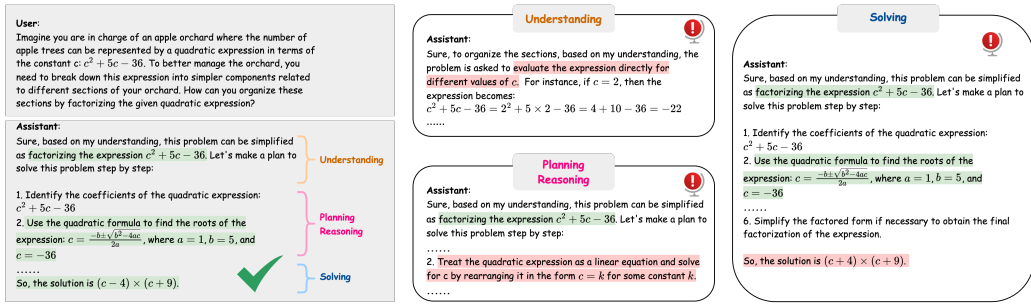 User:
Imagine you are in charge of an apple orchard where the number of
apple trees can be represented by a quadratic expression in terms of
the constant c: c² + 5c − 36. To better manage the orchard, you
need to break down this expression into simpler components related
to different sections of your orchard. How can you organize these
sections by factorizing the given quadratic expression?
Assistant:
Sure, based on my understanding, this problem can be simplified
as factorizing the expression c² + 5c − 36. Let's make a plan to
solve this problem step by step:
1. Identify the coefficients of the quadratic expression:
c² + 5c − 36
2. Use the quadratic formula to find the roots of the
expression: c = (−b±√(b²−4ac))/(2a), where a = 1, b = 5, and
c = −36
......
So, the solution is (c − 4) × (c + 9).
Understanding
Planning
Reasoning
Solving
Understanding
Assistant:
Sure, to organize the sections, based on my understanding, the
problem is asked to evaluate the expression directly for
different values of c. For instance, if c = 2, then the
expression becomes:
c² + 5c − 36 = 2² + 5 × 2 − 36 = 4 + 10 − 36 = −22
......
Planning
Reasoning
Assistant:
Sure, based on my understanding, this problem can be simplified
as factorizing the expression c² + 5c − 36. Let's make a plan to
solve this problem step by step:
......
2. Treat the quadratic expression as a linear equation and solve
for c by rearranging it in the form c = k for some constant k.
......
Solving
Assistant:
Sure, based on my understanding, this problem can be simplified
as factorizing the expression c² + 5c − 36. Let's make a plan to
solve this problem step by step:
1. Identify the coefficients of the quadratic expression:
c² + 5c − 36
2. Use the quadratic formula to find the roots of the
expression: c = (−b±√(b²−4ac))/(2a), where a = 1, b = 5, and
c = −36
......
6. Simplify the factored form if necessary to obtain the final
factorization of the expression.
So, the solution is (c + 4) × (c + 9).